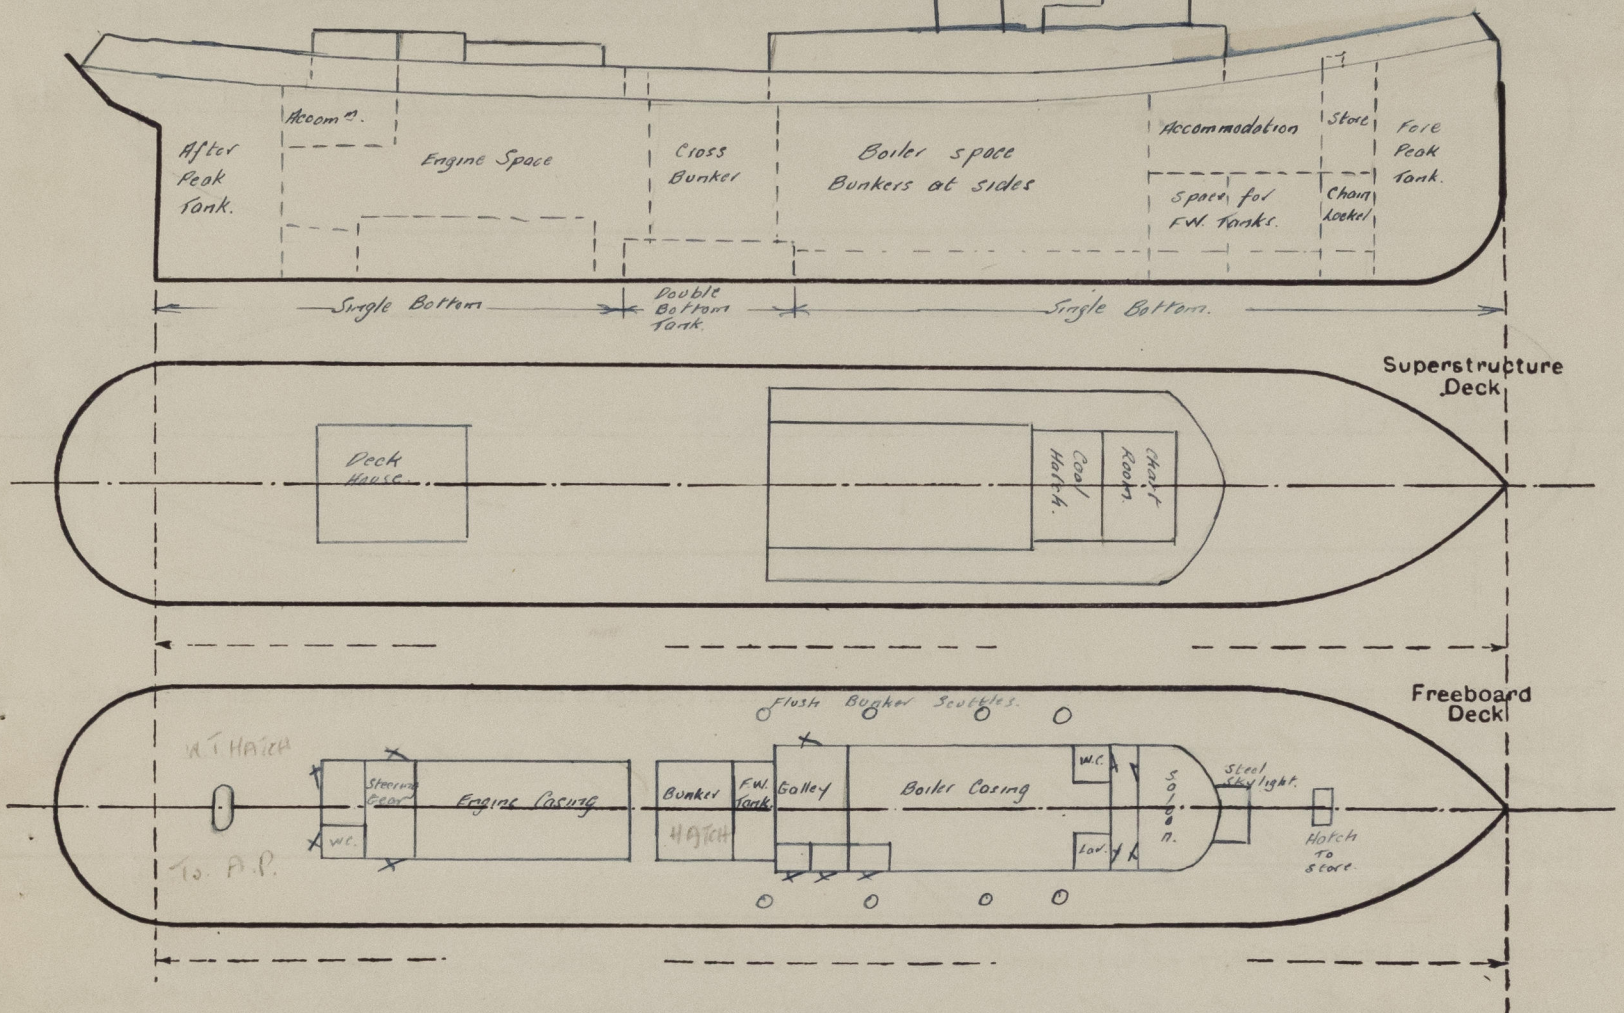 Accomm.
After
Peak
Tank.
Engine Space
Cross
Bunker
Boiler space
Bunkers at sides
Accommodation
Store
Fore
Peak
Tank.
Space for
F.W. Tanks.
Chain
Locker
Single Bottom
Double
Bottom
Tank.
Single Bottom.
Superstructure
Deck
Deck
House.
Coal
Hatch.
Chart
Room.
Freeboard
Deck
Flush Bunker Scuttles.
W.T HATCH
To A.P.
Steering
Gear
W.C.
Engine Casing
Bunker
HATCH
F.W.
Tank
Galley
Boiler Casing
W.C.
Lav.
Saloon.
Steel
Skylight.
Hatch
To
Store.